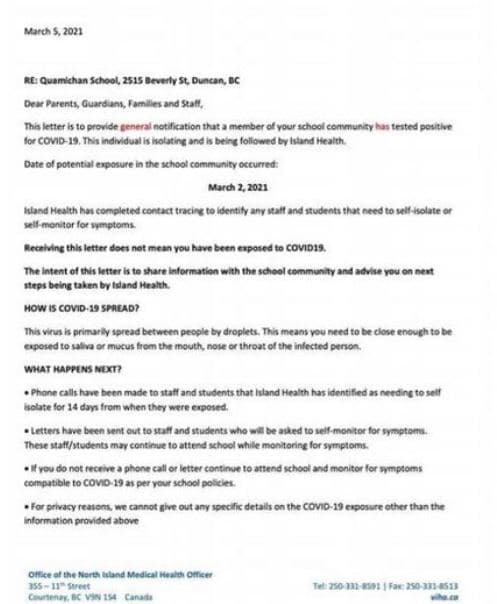 March 5, 2021
RE: Quamichan School, 2515 Beverly St, Duncan, BC
Dear Parents, Guardians, Families and Staff,
This letter is to provide general notification that a member of your school community has tested positive
for COVID-19. This individual is isolating and is being followed by Island Health.
Date of potential exposure in the school community occurred:
March 2, 2021
Island Health has completed contact tracing to identify any staff and students that need to self-isolate or
self-monitor for symptoms.
Receiving this letter does not mean you have been exposed to COVID19.
The intent of this letter is to share information with the school community and advise you on next
steps being taken by Island Health.
HOW IS COVID-19 SPREAD?
This virus is primarily spread between people by droplets. This means you need to be close enough to be
exposed to saliva or mucus from the mouth, nose or throat of the infected person.
WHAT HAPPENS NEXT?
• Phone calls have been made to staff and students that Island Health has identified as needing to self
isolate for 14 days from when they were exposed.
• Letters have been sent out to staff and students who will be asked to self-monitor for symptoms.
These staff/students may continue to attend school while monitoring for symptoms.
• If you do not receive a phone call or letter continue to attend school and monitor for symptoms
compatible to COVID-19 as per your school policies.
• For privacy reasons, we cannot give out any specific details on the COVID-19 exposure other than the
information provided above
Office of the North Island Medical Health Officer
355 – 11th Street Tel: 250-331-8591 | Fax: 250-331-8513
Courtenay, BC V9N 1S4 Canada viha.ca